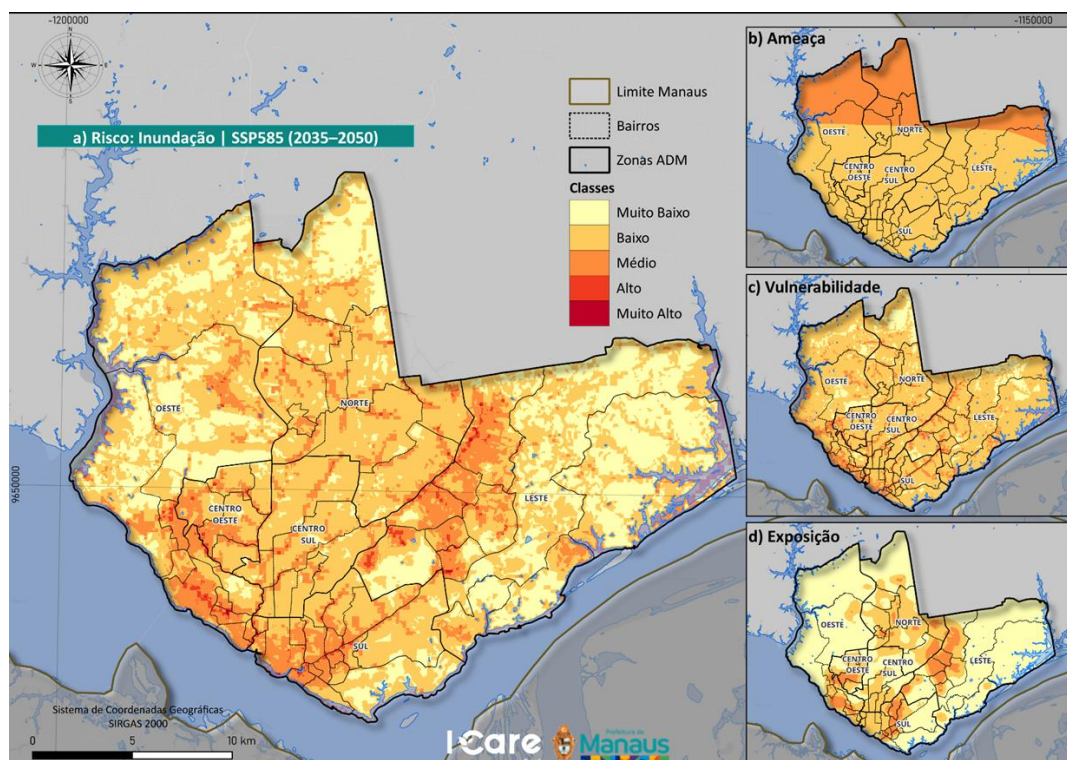 -1200000
-1150000
a) Risco: Inundação | SSP585 (2035–2050)
N
W
E
S
Limite Manaus
Bairros
Zonas ADM
Classes
Muito Baixo
Baixo
Médio
Alto
Muito Alto
9650000
OESTE
NORTE
CENTRO
OESTE
CENTRO
SUL
LESTE
SUL
Sistema de Coordenadas Geográficas
SIRGAS 2000
0
5
10 km
I Care
Prefeitura de
Manaus
b) Ameaça
OESTE
NORTE
CENTRO
OESTE
CENTRO
SUL
LESTE
SUL
c) Vulnerabilidade
OESTE
NORTE
CENTRO
OESTE
CENTRO
SUL
LESTE
SUL
d) Exposição
OESTE
NORTE
CENTRO
OESTE
CENTRO
SUL
LESTE
SUL